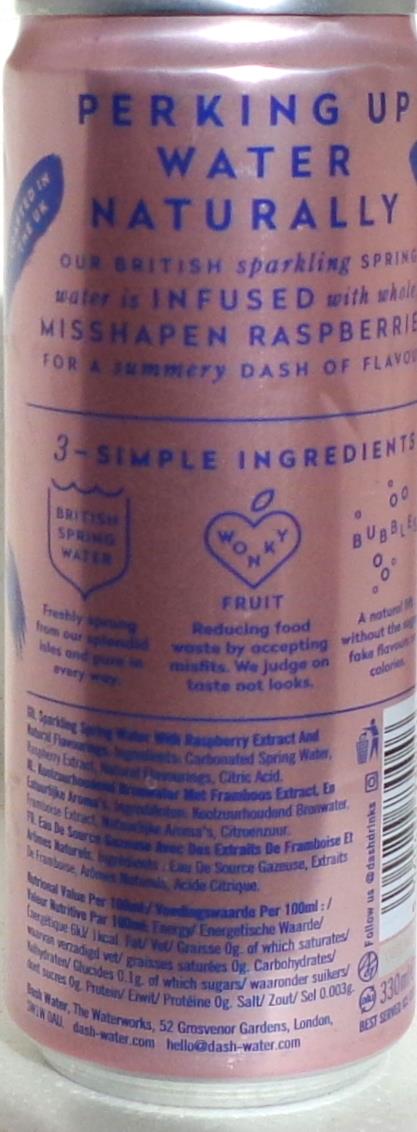 PERKING UP
WATER
NATURALLY
OUR BRITISH sparkling SPRING
water is INFUSED with whole
MISSHAPEN RASPBERRIE
FOR A summery DASH OF FLAVOU
3-SIMPLE INGREDIENTS
BRITISH
SPRING
WATER
Freshly sprung
from our splendid
isles and pure in
every way.
WONKY
FRUIT
Reducing food
waste by accepting
misfits. We judge on
taste not looks.
BUBBLE
A natural
without the
fake flavours
calories.
GB. Sparkling Spring Water With Raspberry Extract And
Natural Flavourings. Ingredients: Carbonated Spring Water,
Raspberry Extract, Natural Flavourings, Citric Acid.
NL. Koolzuurhoudend Bronwater Met Framboos Extract, En
Natuurlijke Aroma's. Ingrediënten: Koolzuurhoudend Bronwater,
Framboise Extract, Natuurlijke Aroma's, Citroenzuur.
FR. Eau De Source Gazeuse Avec Des Extraits De Framboise Et
Arômes Naturels. Ingrédients : Eau De Source Gazeuse, Extraits
De Framboise, Arômes Naturels, Acide Citrique.
Nutrional Value Per 100ml/ Voedingswaarde Per 100ml : /
Valeur Nutritive Par 100ml: Energy/ Energetische Waarde/
Energétique 6kJ/ 1kcal. Fat/ Vet/ Graisse 0g. of which saturates/
waarvan verzadigd vet/ graisses saturées 0g. Carbohydrates/
Kolhydraten/ Glucides 0.1g. of which sugars/ waaronder suikers/
dont sucres 0g. Protein/ Eiwit/ Protéine 0g. Salt/ Zout/ Sel 0.003g.
Dash Water, The Waterworks, 52 Grosvenor Gardens, London,
SW1W 0AU. dash-water.com hello@dash-water.com
Follow us @dashdrinks
330m
BEST SERVED